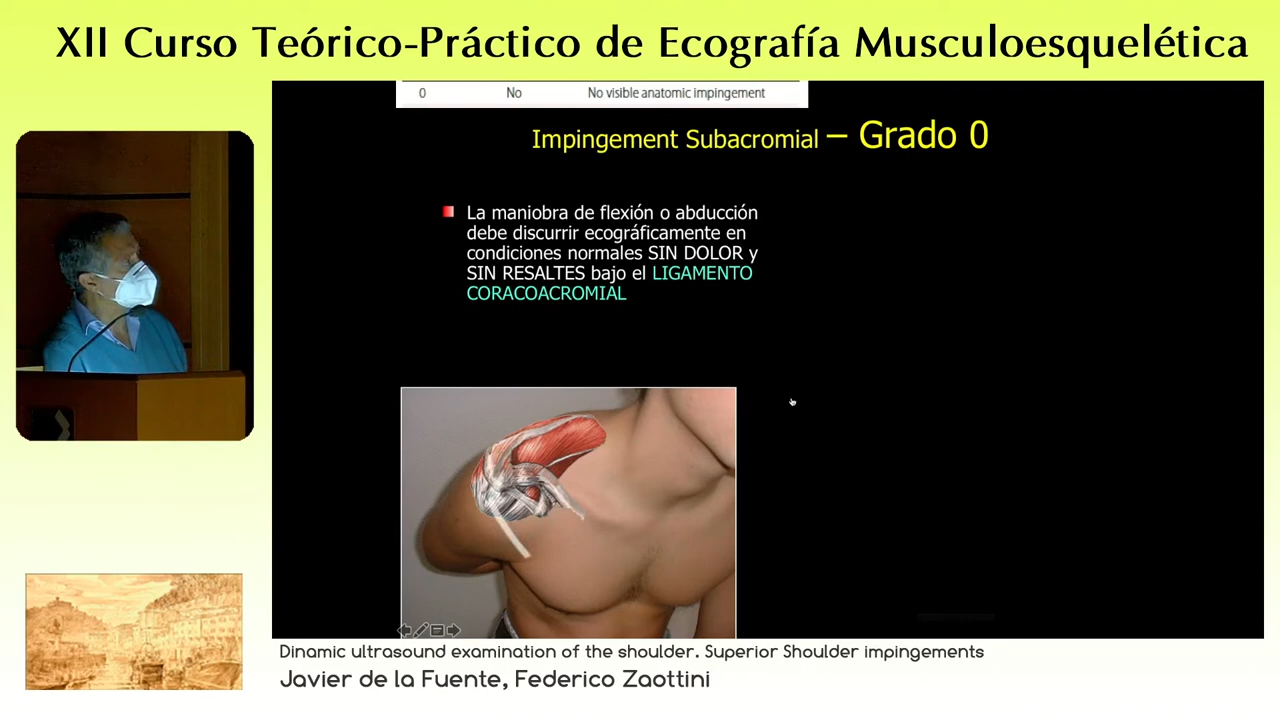 XII Curso Teórico-Práctico de Ecografía Musculoesquelética
0 No No visible anatomic impingement
Impingement Subacromial – Grado 0
La maniobra de flexión o abducción
debe discurrir ecográficamente en
condiciones normales SIN DOLOR y
SIN RESALTES bajo el LIGAMENTO
CORACOACROMIAL
Dinamic ultrasound examination of the shoulder. Superior Shoulder impingements
Javier de la Fuente, Federico Zaottini